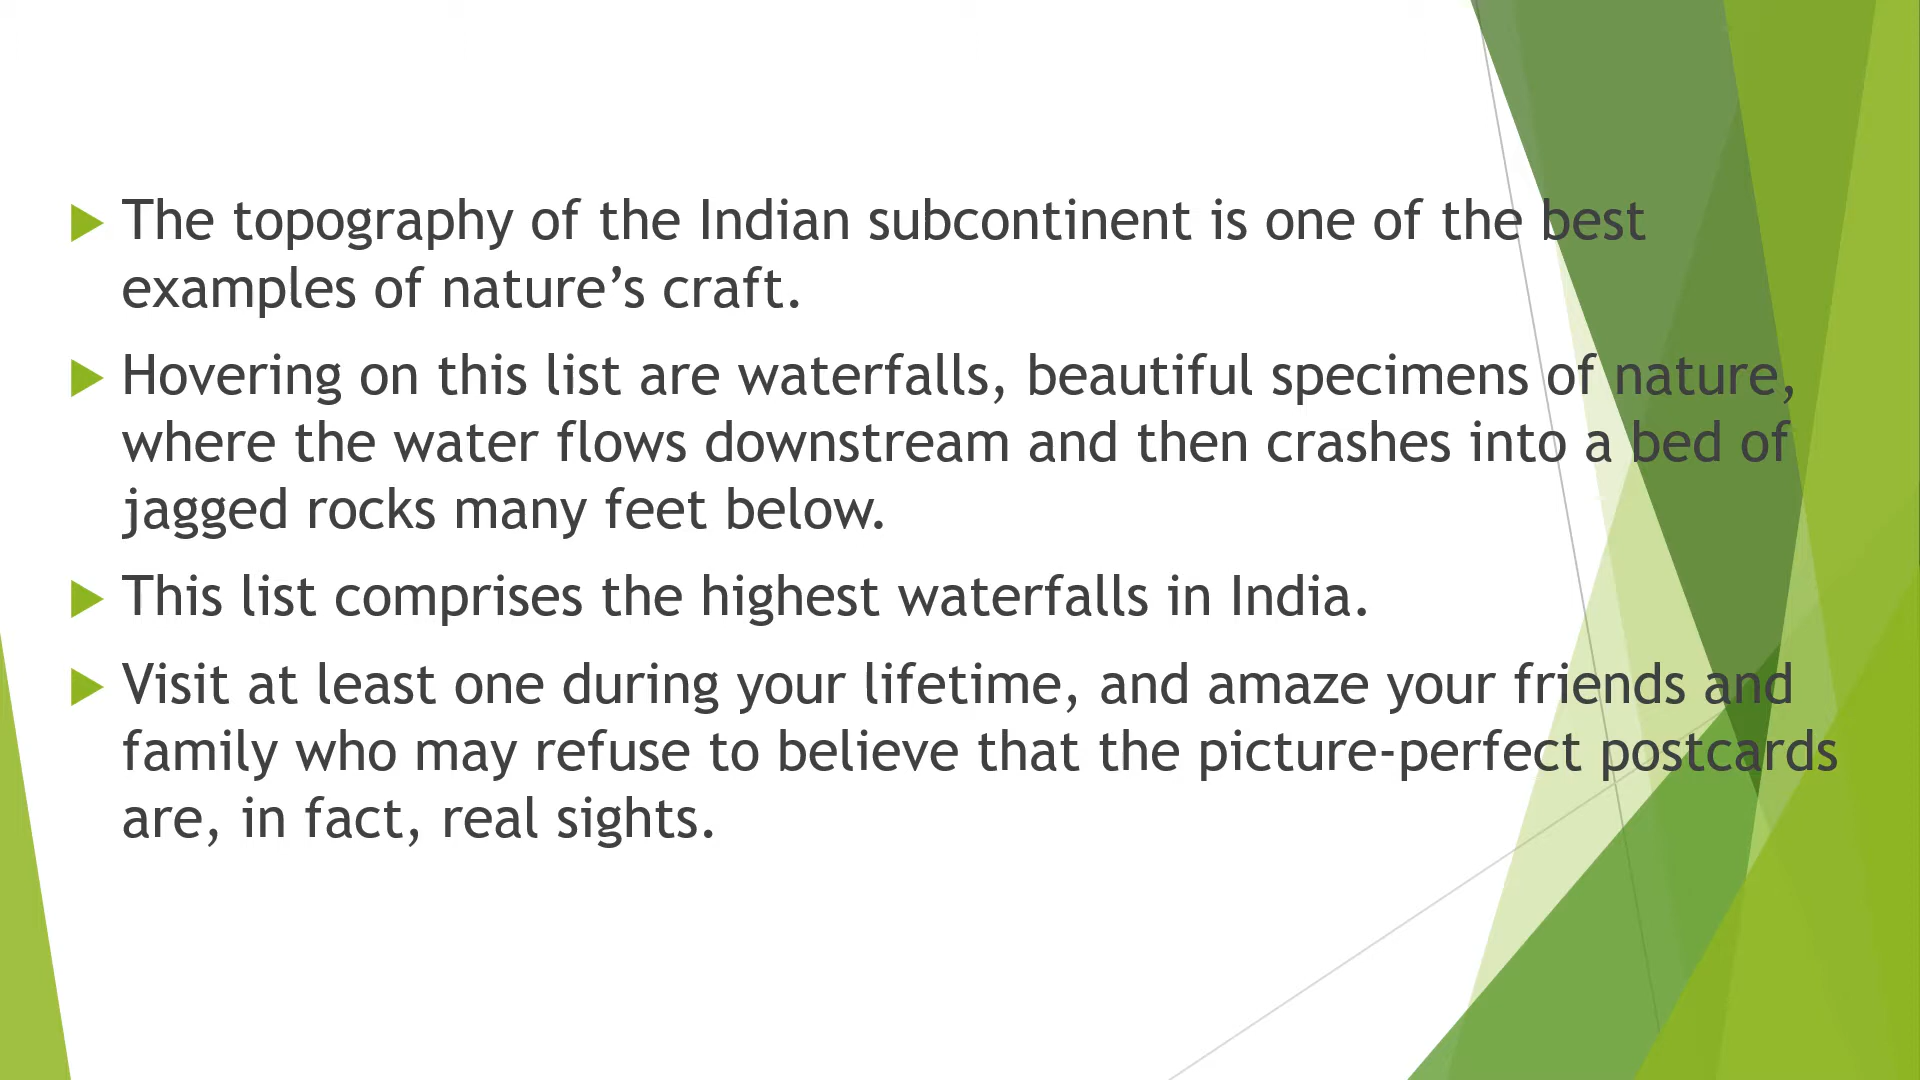 The topography of the Indian subcontinent is one of the best
examples of nature’s craft.
Hovering on this list are waterfalls, beautiful specimens of nature,
where the water flows downstream and then crashes into a bed of
jagged rocks many feet below.
This list comprises the highest waterfalls in India.
Visit at least one during your lifetime, and amaze your friends and
family who may refuse to believe that the picture-perfect postcards
are, in fact, real sights.